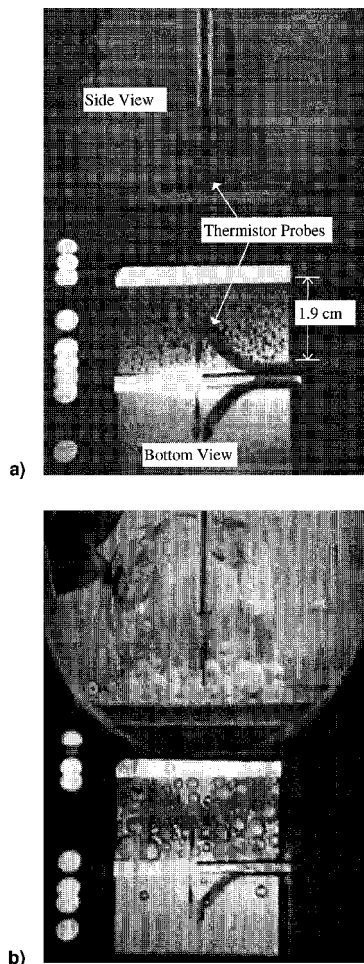 Side View
Thermistor Probes
1.9 cm
Bottom View
a)
b)